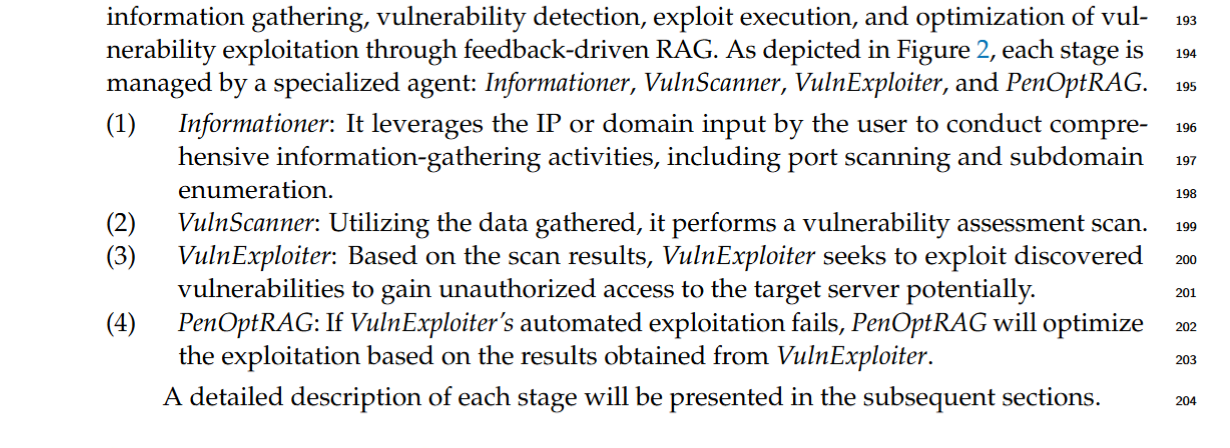 information gathering, vulnerability detection, exploit execution, and optimization of vul- 193
nerability exploitation through feedback-driven RAG. As depicted in Figure 2, each stage is 194
managed by a specialized agent: Informationer, VulnScanner, VulnExploiter, and PenOptRAG. 195
(1) Informationer: It leverages the IP or domain input by the user to conduct compre- 196
hensive information-gathering activities, including port scanning and subdomain 197
enumeration. 198
(2) VulnScanner: Utilizing the data gathered, it performs a vulnerability assessment scan. 199
(3) VulnExploiter: Based on the scan results, VulnExploiter seeks to exploit discovered 200
vulnerabilities to gain unauthorized access to the target server potentially. 201
(4) PenOptRAG: If VulnExploiter's automated exploitation fails, PenOptRAG will optimize 202
the exploitation based on the results obtained from VulnExploiter. 203
A detailed description of each stage will be presented in the subsequent sections. 204